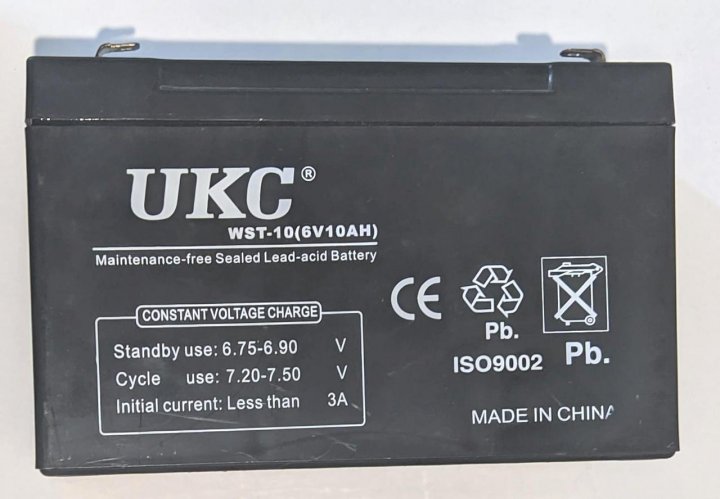 UKC®
WST-10(6V10AH)
Maintenance-free Sealed Lead-acid Battery
CONSTANT VOLTAGE CHARGE
Standby use: 6.75-6.90 V
Cycle use: 7.20-7.50 V
Initial current: Less than 3A
CE
Pb.
ISO9002
Pb.
MADE IN CHINA